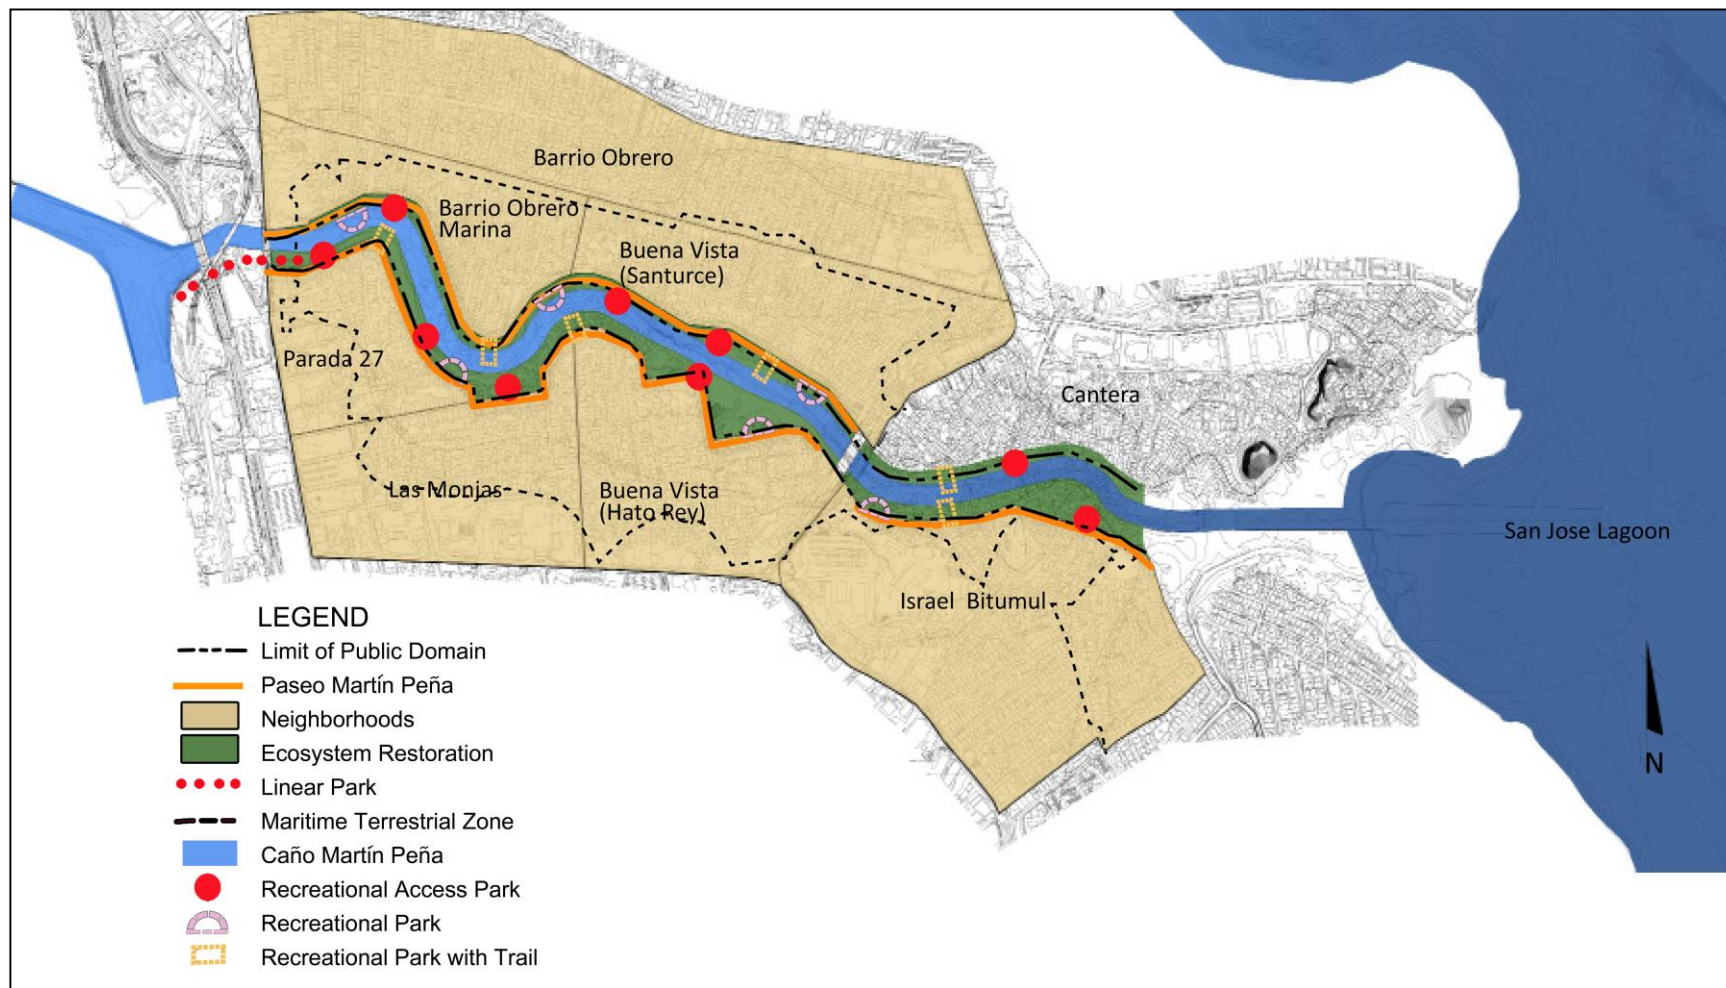 Barrio Obrero
Barrio Obrero
Marina
Buena Vista
(Santurce)
Parada 27
Cantera
Las Monjas
Buena Vista
(Hato Rey)
San Jose Lagoon
Israel Bitumul
LEGEND
Limit of Public Domain
Paseo Martín Peña
Neighborhoods
Ecosystem Restoration
Linear Park
Maritime Terrestrial Zone
Caño Martín Peña
Recreational Access Park
Recreational Park
Recreational Park with Trail
N